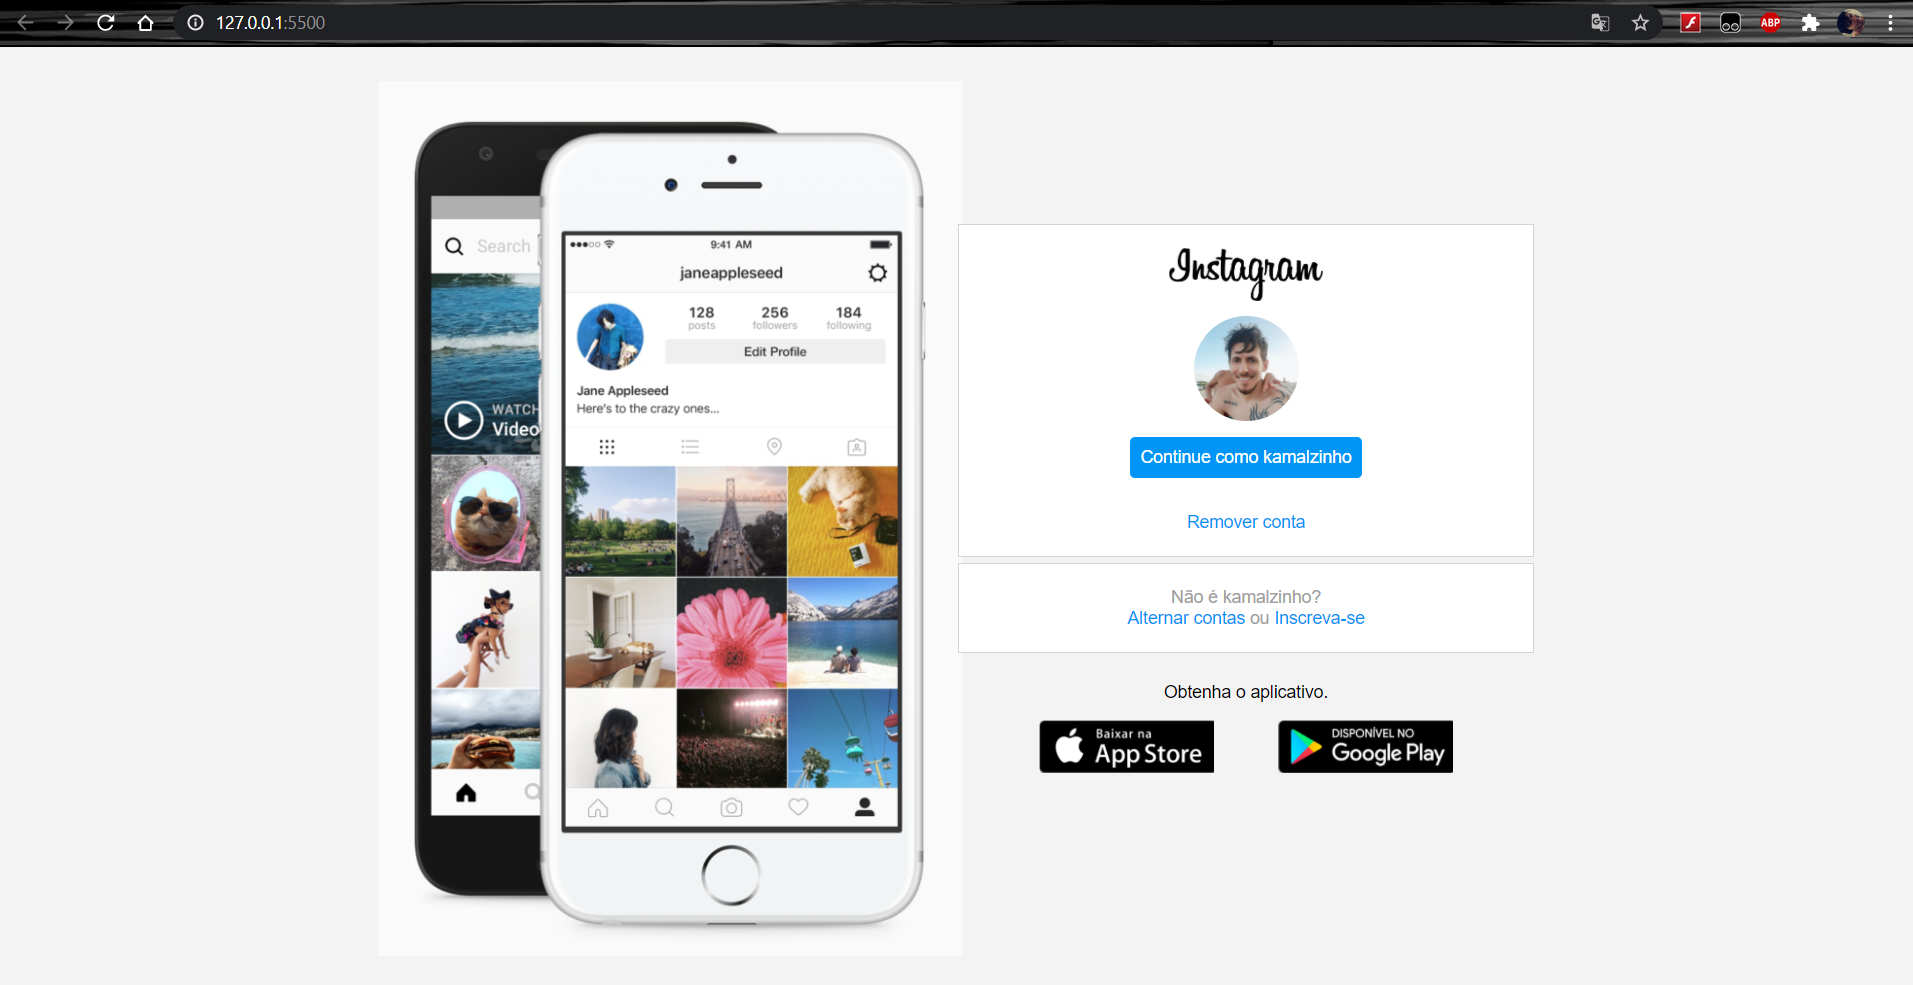 127.0.0.1:5500
ABP
Search
WATCH
Video
9:41 AM
janeappleseed
128 256 184
posts followers following
Edit Profile
Jane Appleseed
Here's to the crazy ones...
Instagram
Continue como kamalzinho
Remover conta
Não é kamalzinho?
Alternar contas ou Inscreva-se
Obtenha o aplicativo.
Baixar na
App Store
DISPONÍVEL NO
Google Play